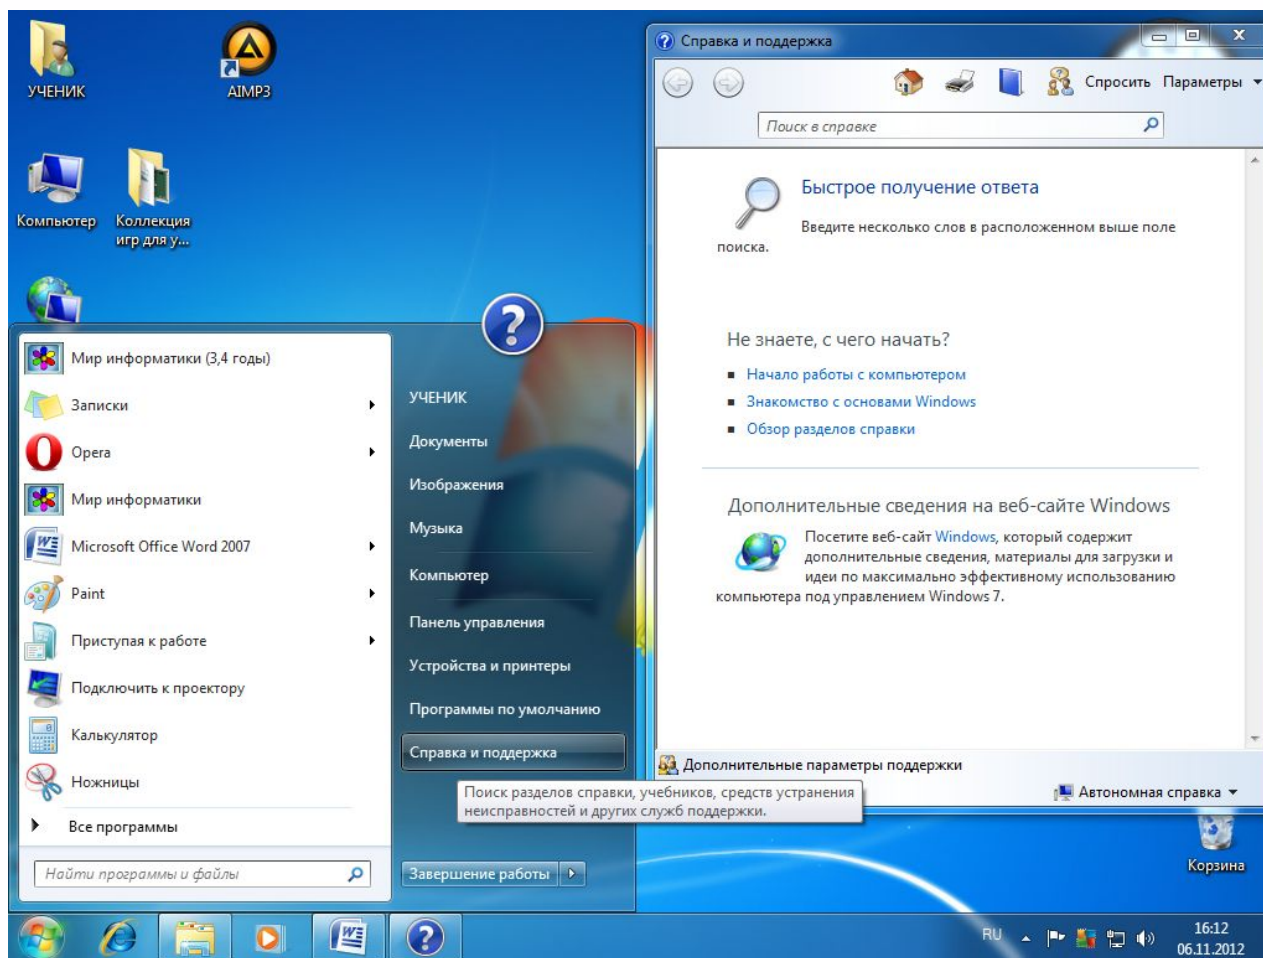 УЧЕНИК
AIMP3
Компьютер
Коллекция
игр для у...
Мир информатики (3,4 годы)
Записки
Opera
Мир информатики
Microsoft Office Word 2007
Paint
Приступая к работе
Подключить к проектору
Калькулятор
Ножницы
Все программы
Найти программы и файлы
УЧЕНИК
Документы
Изображения
Музыка
Компьютер
Панель управления
Устройства и принтеры
Программы по умолчанию
Справка и поддержка
Завершение работы
Поиск разделов справки, учебников, средств устранения
неисправностей и других служб поддержки.
Справка и поддержка
Спросить Параметры
Поиск в справке
Быстрое получение ответа
Введите несколько слов в расположенном выше поле
поиска.
Не знаете, с чего начать?
Начало работы с компьютером
Знакомство с основами Windows
Обзор разделов справки
Дополнительные сведения на веб-сайте Windows
Посетите веб-сайт Windows, который содержит
дополнительные сведения, материалы для загрузки и
идеи по максимально эффективному использованию
компьютера под управлением Windows 7.
Дополнительные параметры поддержки
Автономная справка
Корзина
RU
16:12
06.11.2012